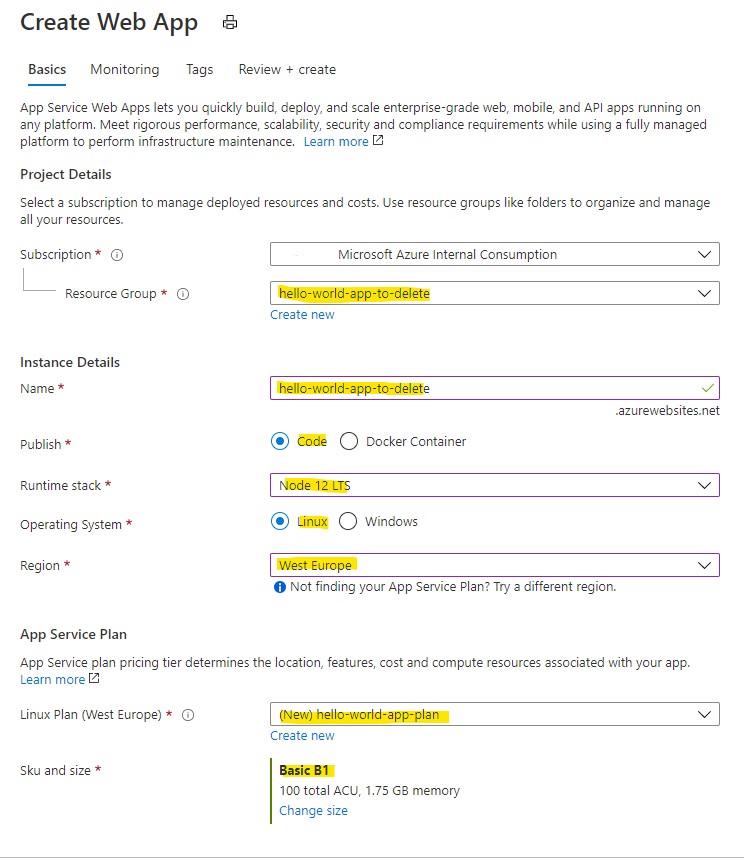 Create Web App
Basics Monitoring Tags Review + create
App Service Web Apps lets you quickly build, deploy, and scale enterprise-grade web, mobile, and API apps running on
any platform. Meet rigorous performance, scalability, security and compliance requirements while using a fully managed
platform to perform infrastructure maintenance. Learn more
Project Details
Select a subscription to manage deployed resources and costs. Use resource groups like folders to organize and manage
all your resources.
Subscription * Microsoft Azure Internal Consumption
Resource Group * hello-world-app-to-delete
Create new
Instance Details
Name * hello-world-app-to-delete
.azurewebsites.net
Publish * Code Docker Container
Runtime stack * Node 12 LTS
Operating System * Linux Windows
Region * West Europe
Not finding your App Service Plan? Try a different region.
App Service Plan
App Service plan pricing tier determines the location, features, cost and compute resources associated with your app.
Learn more
Linux Plan (West Europe) * (New) hello-world-app-plan
Create new
Sku and size * Basic B1
100 total ACU, 1.75 GB memory
Change size